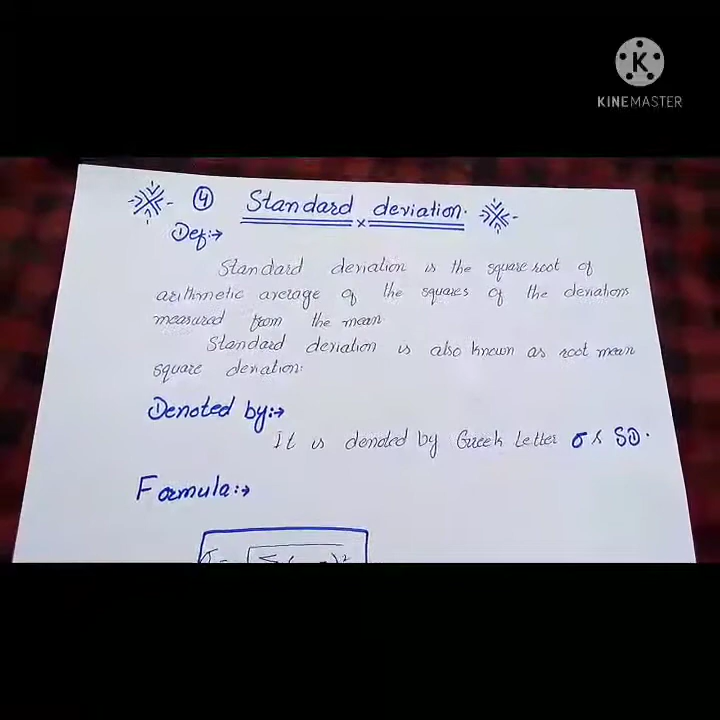 K
KINEMASTER
④ Standard deviation.
Def:→
Standard deviation is the square root of
arithmetic average of the squares of the deviations
measured from the mean
Standard deviation is also known as root mean
square deviation:
Denoted by:→
It is denoted by Greek Letter σ & SD.
Formula:→